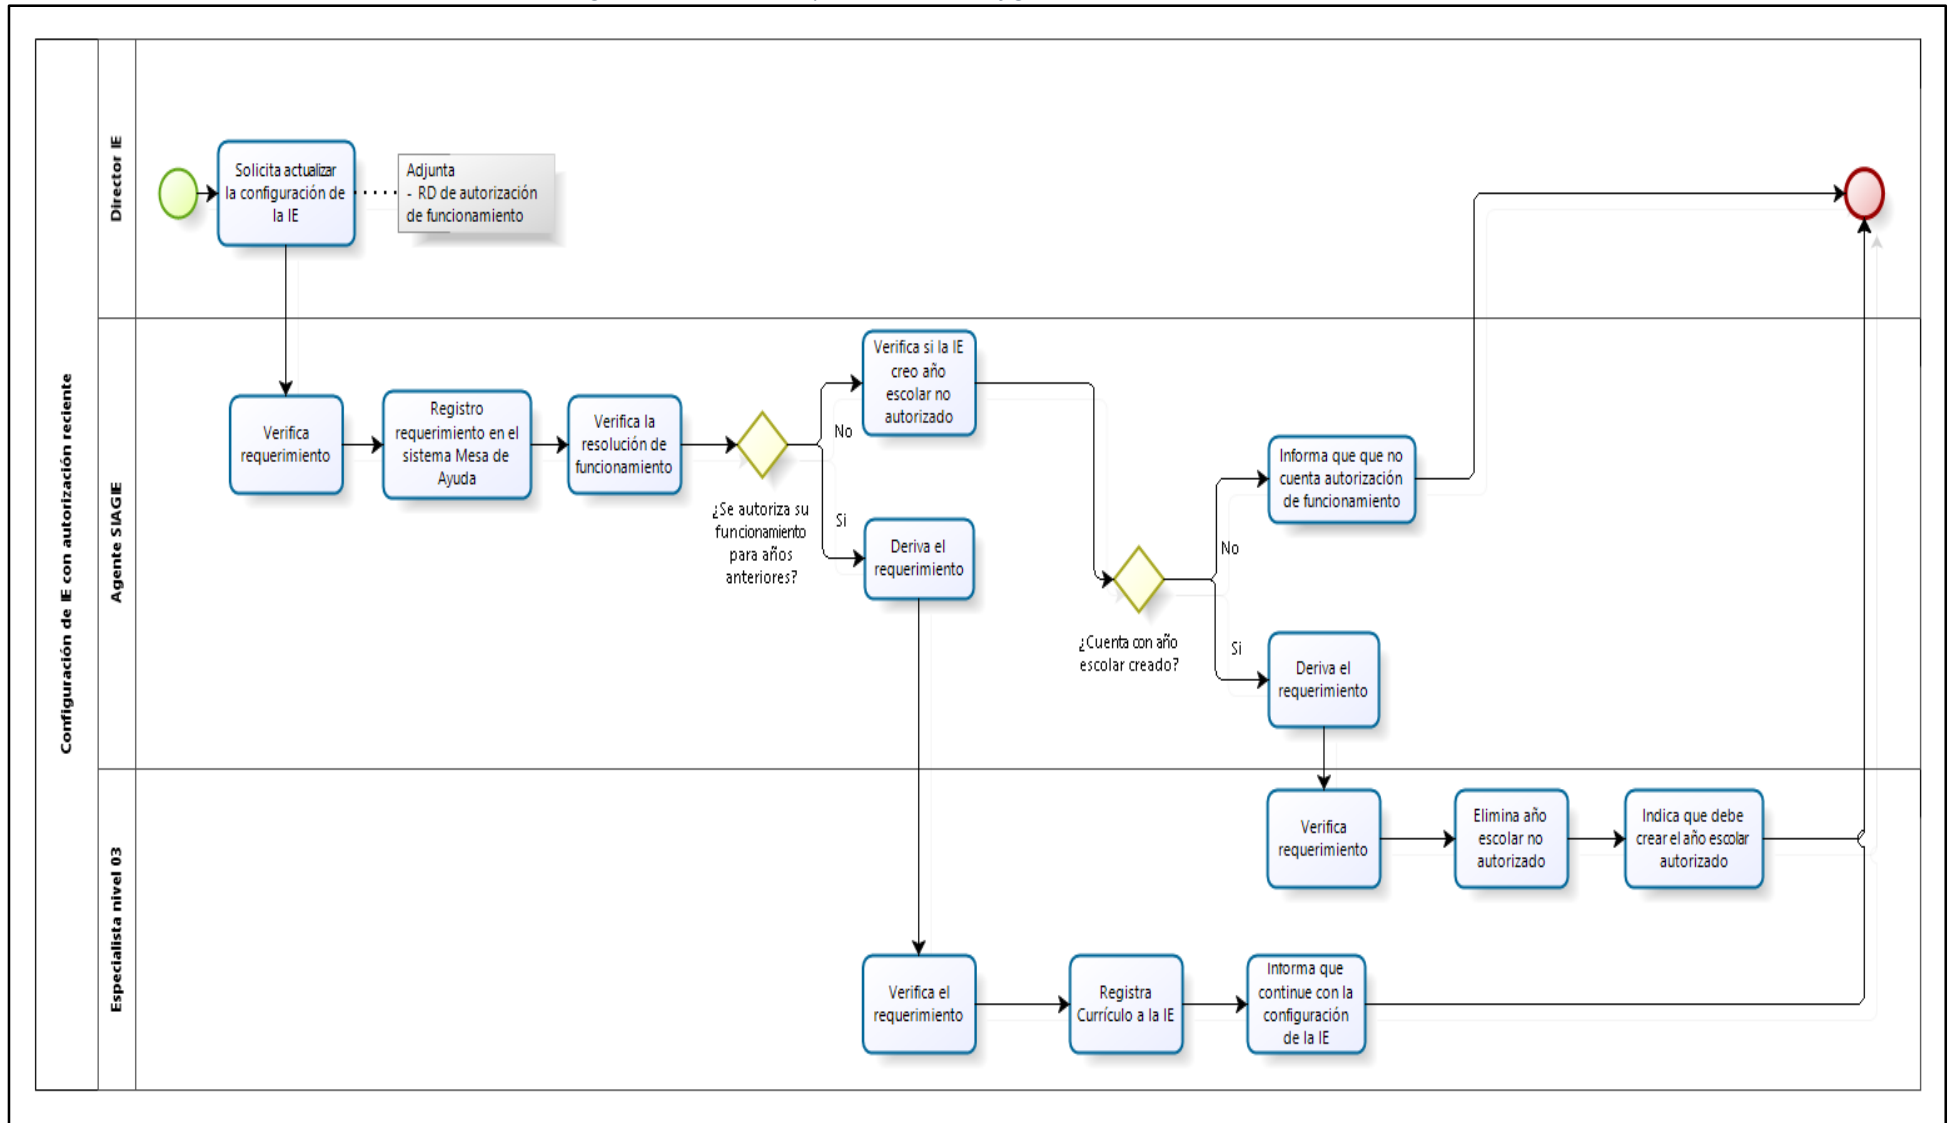 Configuración de IE con autorización reciente
Director IE
Solicita actualizar
la configuración de
la IE
Adjunta
- RD de autorización
de funcionamiento
Agente SIAGIE
Verifica
requerimiento
Registro
requerimiento en el
sistema Mesa de
Ayuda
Verifica la
resolución de
funcionamiento
¿Se autoriza su
funcionamiento
para años
anteriores?
No
Si
Verifica si la IE
creo año
escolar no
autorizado
Deriva el
requerimiento
¿Cuenta con año
escolar creado?
No
Si
Informa que que no
cuenta autorización
de funcionamiento
Deriva el
requerimiento
Especialista nivel 03
Verifica
requerimiento
Elimina año
escolar no
autorizado
Indica que debe
crear el año escolar
autorizado
Verifica el
requerimiento
Registra
Currículo a la IE
Informa que
continue con la
configuración
de la IE